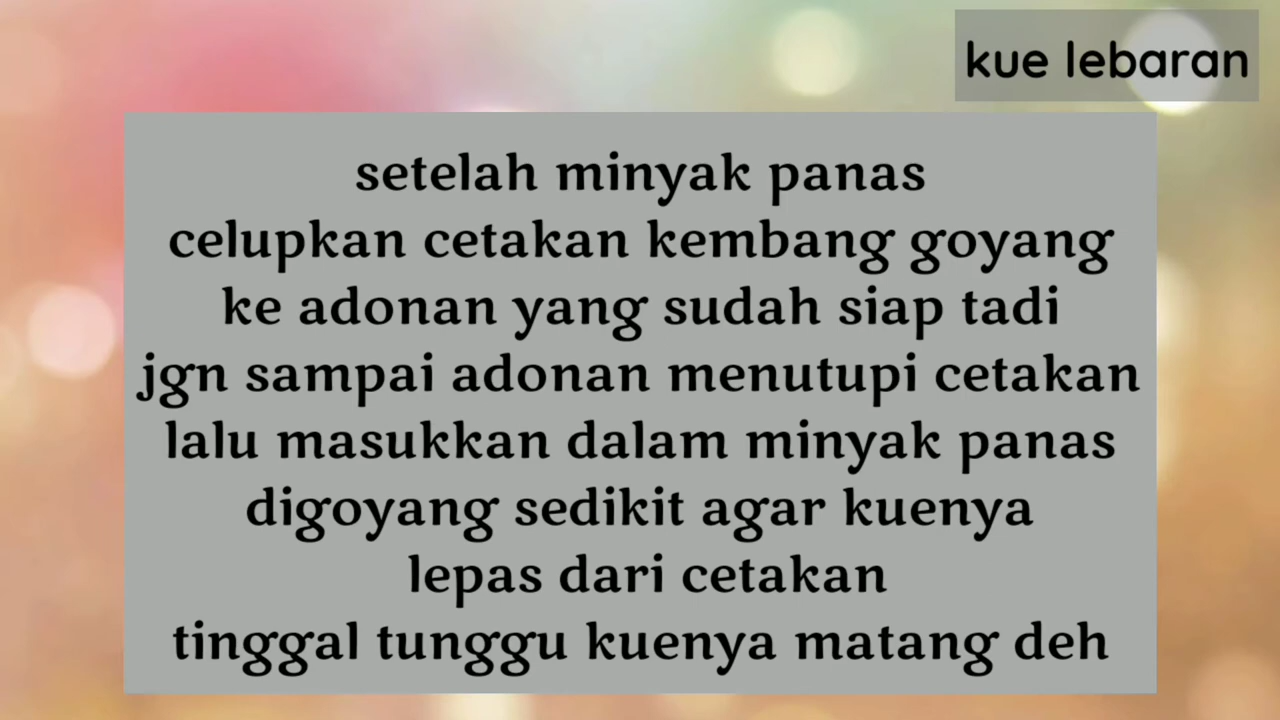 kue lebaran
setelah minyak panas
celupkan cetakan kembang goyang
ke adonan yang sudah siap tadi
jgn sampai adonan menutupi cetakan
lalu masukkan dalam minyak panas
digoyang sedikit agar kuenya
lepas dari cetakan
tinggal tunggu kuenya matang deh